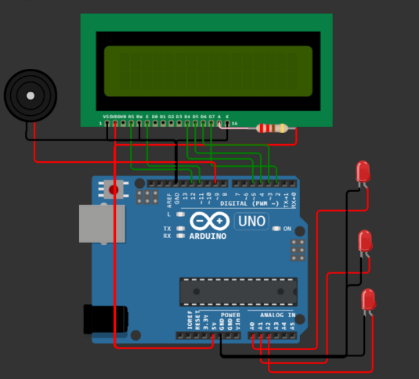 VSS VDD V0 RS RW E D0 D1 D2 D3 D4 D5 D6 D7 A K
1 16
AREF
GND
13
12
~11
~10
~9
8
7
~6
~5
4
~3
2
TX→1
RX←0
DIGITAL (PWM ~)
L
TX
RX
UNO
ARDUINO
ON
IOREF
RESET
3.3V
5V
GND
GND
Vin
POWER
ANALOG IN
A0
A1
A2
A3
A4
A5